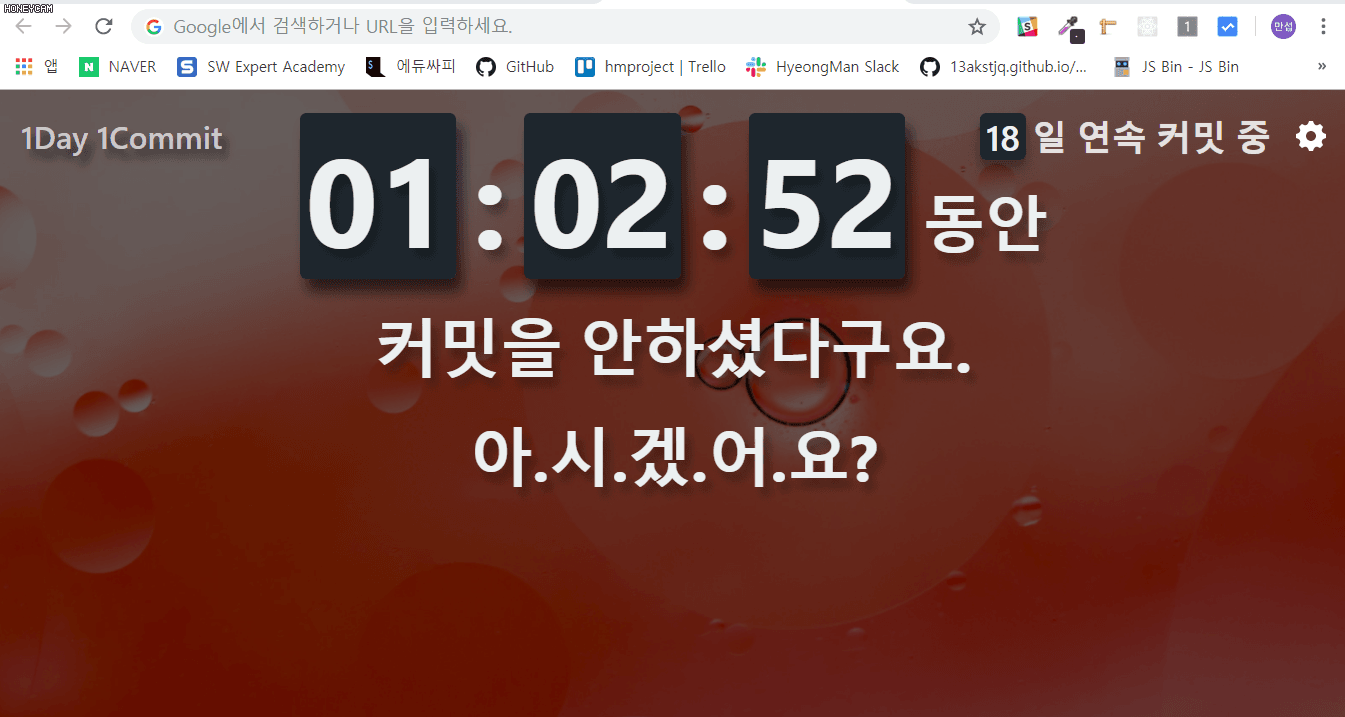 HONEYCAM
Google에서 검색하거나 URL을 입력하세요.
1
만섭
앱 NAVER SW Expert Academy 에듀싸피 GitHub hmproject | Trello HyeongMan Slack 13akstjq.github.io/... JS Bin - JS Bin »
1Day 1Commit
18 일 연속 커밋 중
01 : 02 : 52 동안
커밋을 안하셨다구요.
아.시.겠.어.요?